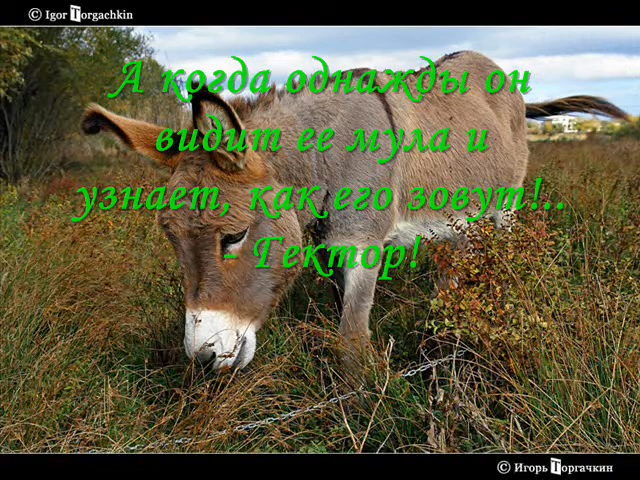 © Igor Torgachkin
А когда однажды он
видит ее мула и
узнает, как его зовут!..
- Гектор!
© Игорь Торгачкин